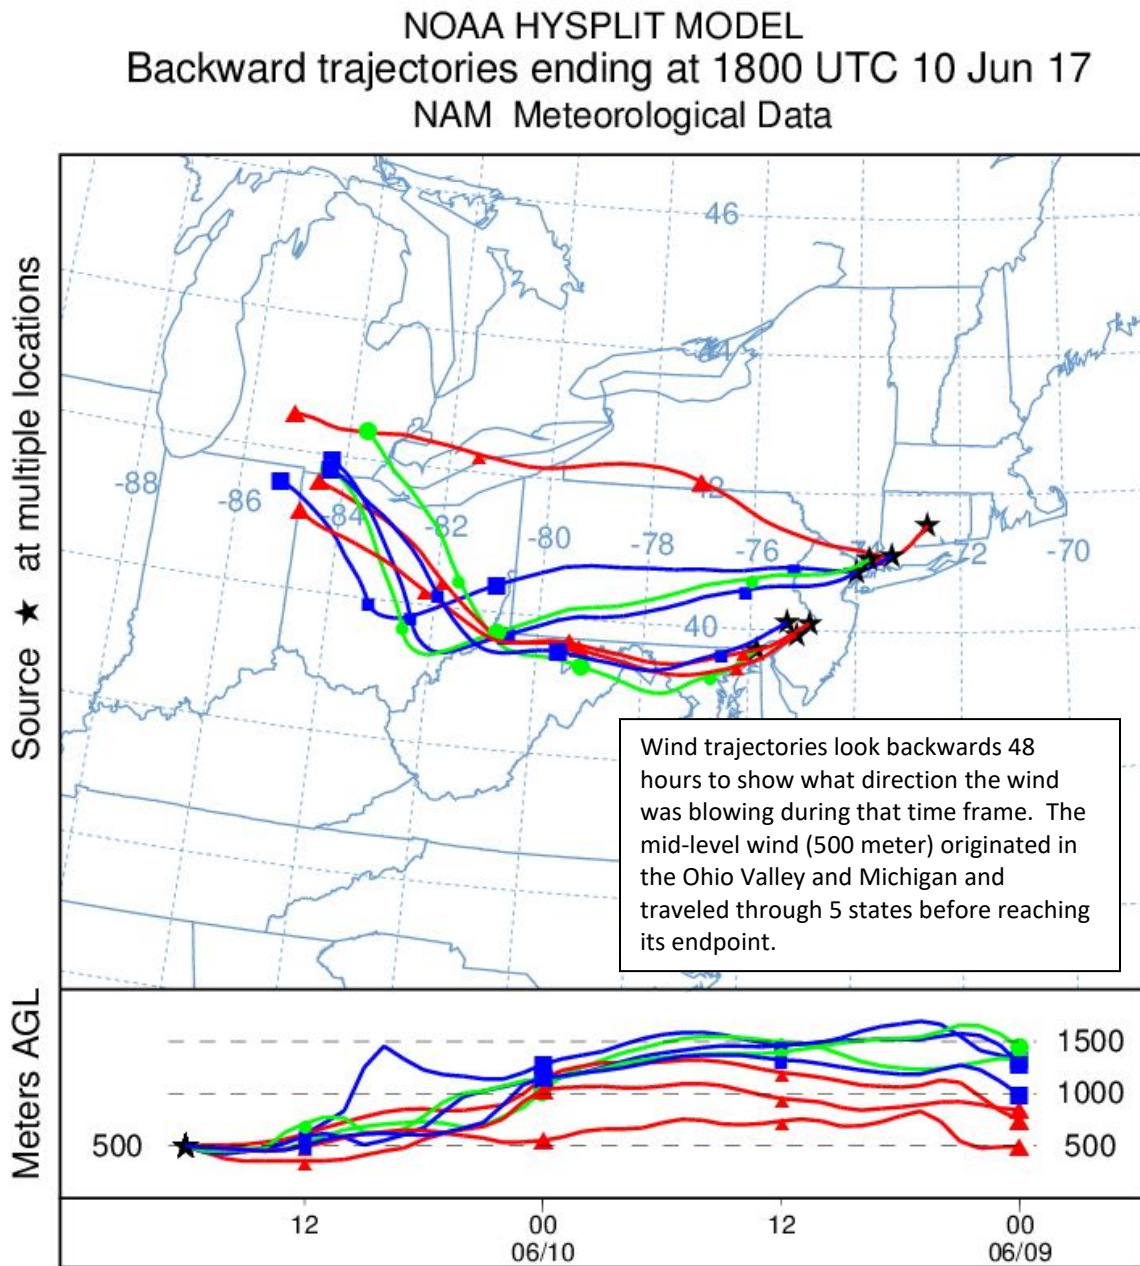 NOAA HYSPLIT MODEL
Backward trajectories ending at 1800 UTC 10 Jun 17
NAM Meteorological Data
Source ★ at multiple locations
46
44
42
-88
-86
-84
-82
-80
-78
-76
-74
-72
-70
40
Wind trajectories look backwards 48
hours to show what direction the wind
was blowing during that time frame. The
mid-level wind (500 meter) originated in
the Ohio Valley and Michigan and
traveled through 5 states before reaching
its endpoint.
Meters AGL
500
1500
1000
500
12
00
12
00
06/10
06/09